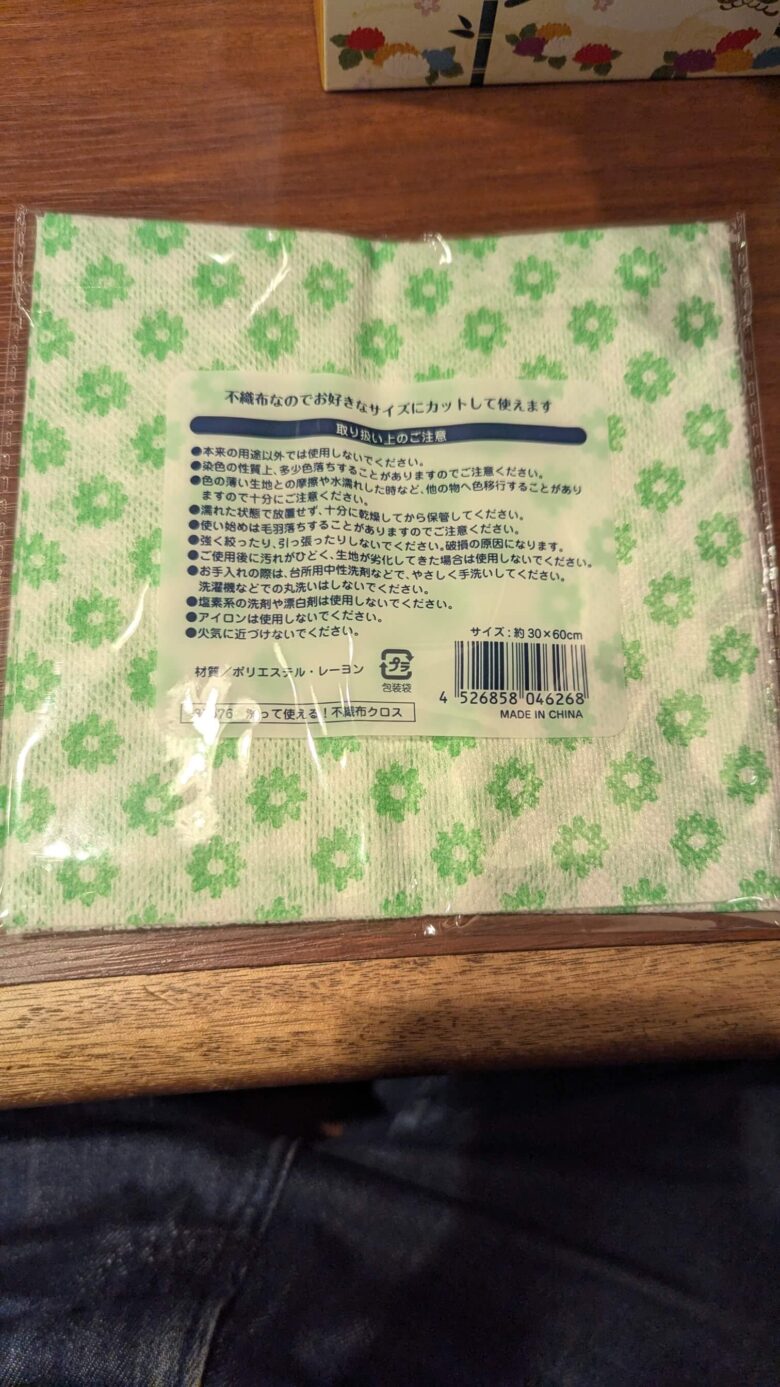 不織布なのでお好きなサイズにカットして使えます
取り扱い上のご注意
●本来の用途以外では使用しないでください。
●染色の性質上、多少色落ちすることがありますのでご注意ください。
●色の薄い生地との摩擦や水濡れした時など、他の物へ色移行することがあり
ますので十分にご注意ください。
●濡れた状態で放置せず、十分に乾燥してから保管してください。
●使い始めは毛羽落ちすることがありますのでご注意ください。
●強く絞ったり、引っ張ったりしないでください。破損の原因になります。
●ご使用後に汚れがひどく、生地が劣化してきた場合は使用しないでください。
●お手入れの際は、台所用中性洗剤などで、やさしく手洗いしてください。
洗濯機などでの丸洗いはしないでください。
●塩素系の洗剤や漂白剤は使用しないでください。
●アイロンは使用しないでください。
●火気に近づけないでください。
サイズ:約30×60cm
材質/ポリエステル・レーヨン
プラ
包装袋
4 526858 046268
MADE IN CHINA
洗って使える!不織布クロス